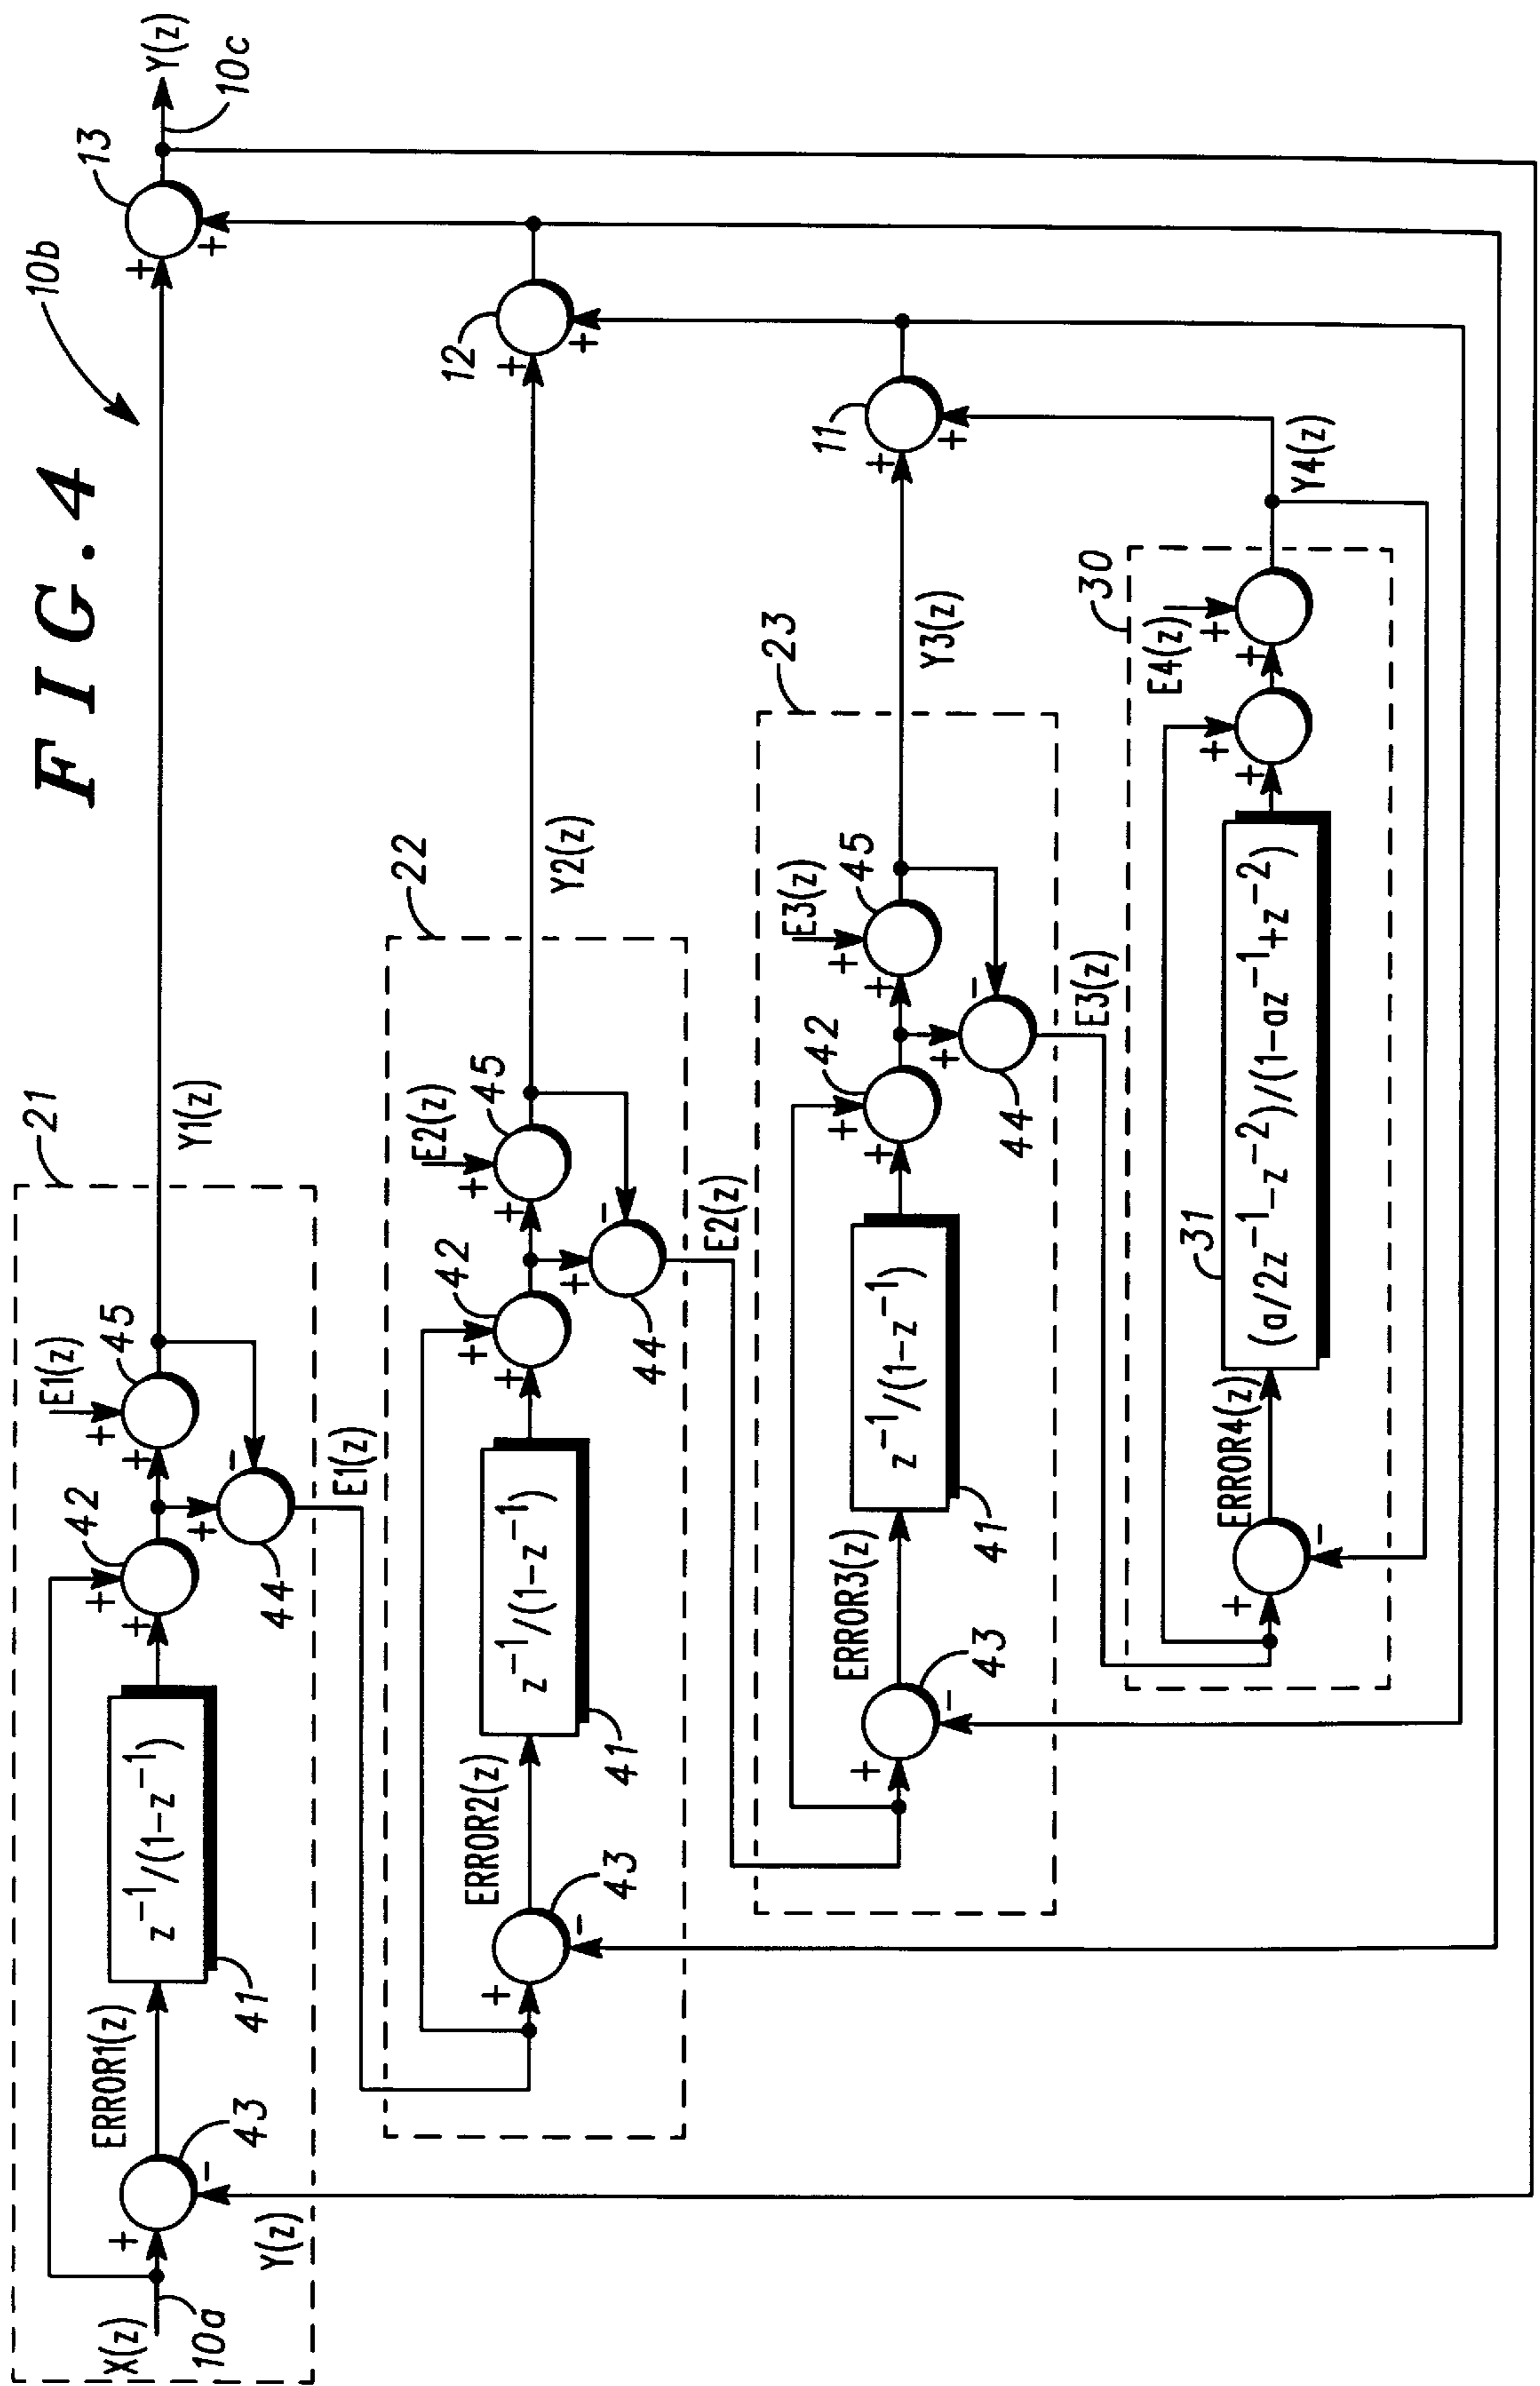 FIG. 4
10b
21
X(z)
10a
+
-
Y(z)
43
ERROR1(z)
z⁻¹/(1-z⁻¹)
41
+
+
42
+
-
44
E1(z)
+
+
45
Y1(z)
+
+
13
Y(z)
10c
E1(z)
22
+
-
43
ERROR2(z)
z⁻¹/(1-z⁻¹)
41
+
+
42
+
-
44
E2(z)
+
+
45
Y2(z)
+
+
12
E2(z)
23
+
-
43
ERROR3(z)
z⁻¹/(1-z⁻¹)
41
+
+
42
+
-
44
E3(z)
+
+
45
Y3(z)
+
+
11
E3(z)
30
+
-
ERROR4(z)
31
(a/2z⁻¹-z⁻²)/(1-az⁻¹+z⁻²)
+
+
E4(z)
+
+
Y4(z)